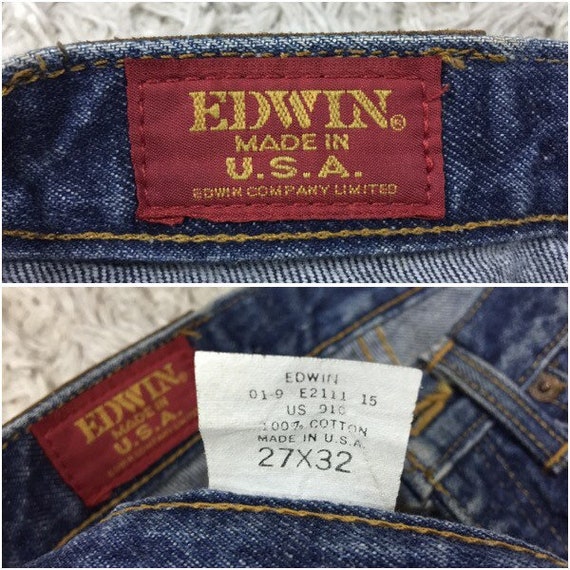 EDWIN®
MADE IN
U.S.A.
EDWIN COMPANY LIMITED
EDWIN
MADE IN
U.S.A.
EDWIN
01-9 E2111 15
US 910
100% COTTON
MADE IN U.S.A.
27X32